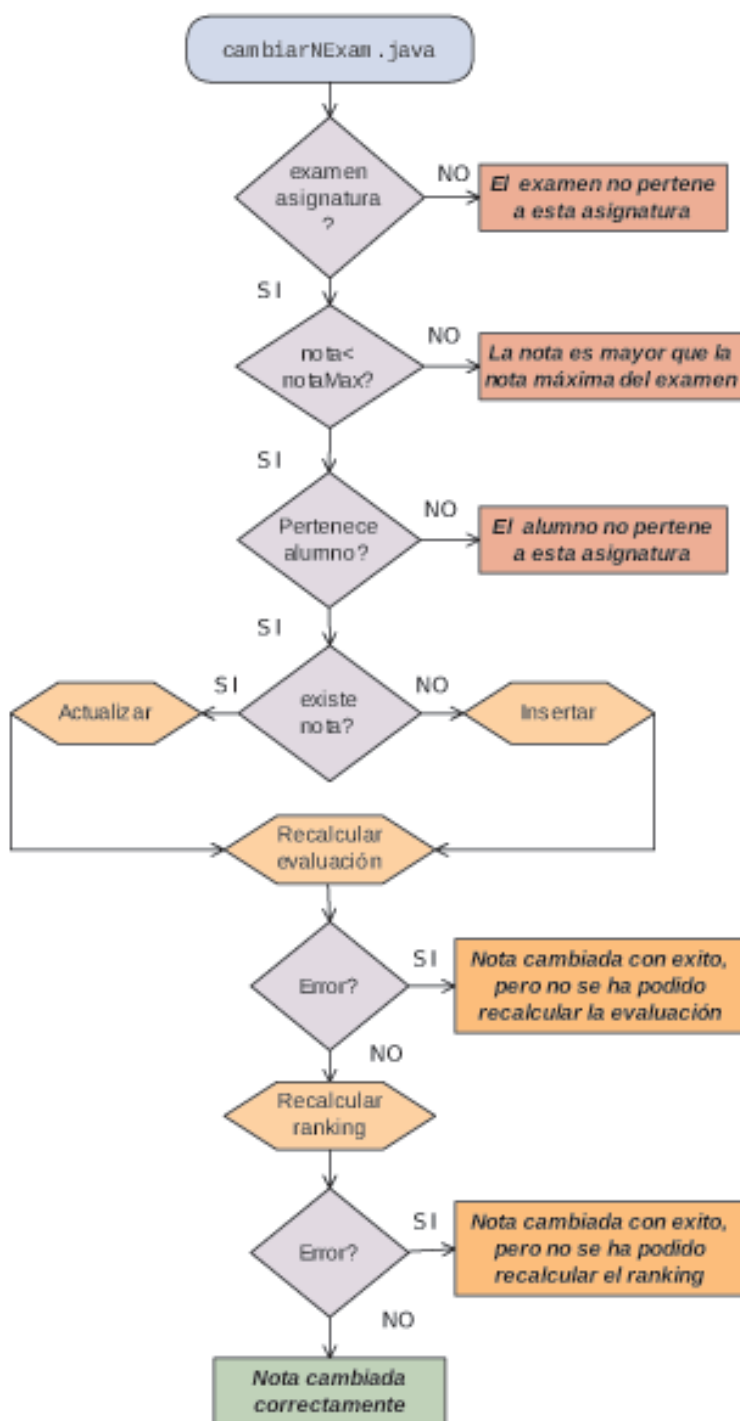 cambiarNExam.java
examen
asignatura
?
NO
El examen no pertene
a esta asignatura
SI
nota<
notaMax?
NO
La nota es mayor que la
nota máxima del examen
SI
Pertenece
alumno?
NO
El alumno no pertene
a esta asignatura
SI
Actualizar
SI
existe
nota?
NO
Insertar
Recalcular
evaluación
Error?
SI
Nota cambiada con exito,
pero no se ha podido
recalcular la evaluación
NO
Recalcular
ranking
Error?
SI
Nota cambiada con exito,
pero no se ha podido
recalcular el ranking
NO
Nota cambiada
correctamente